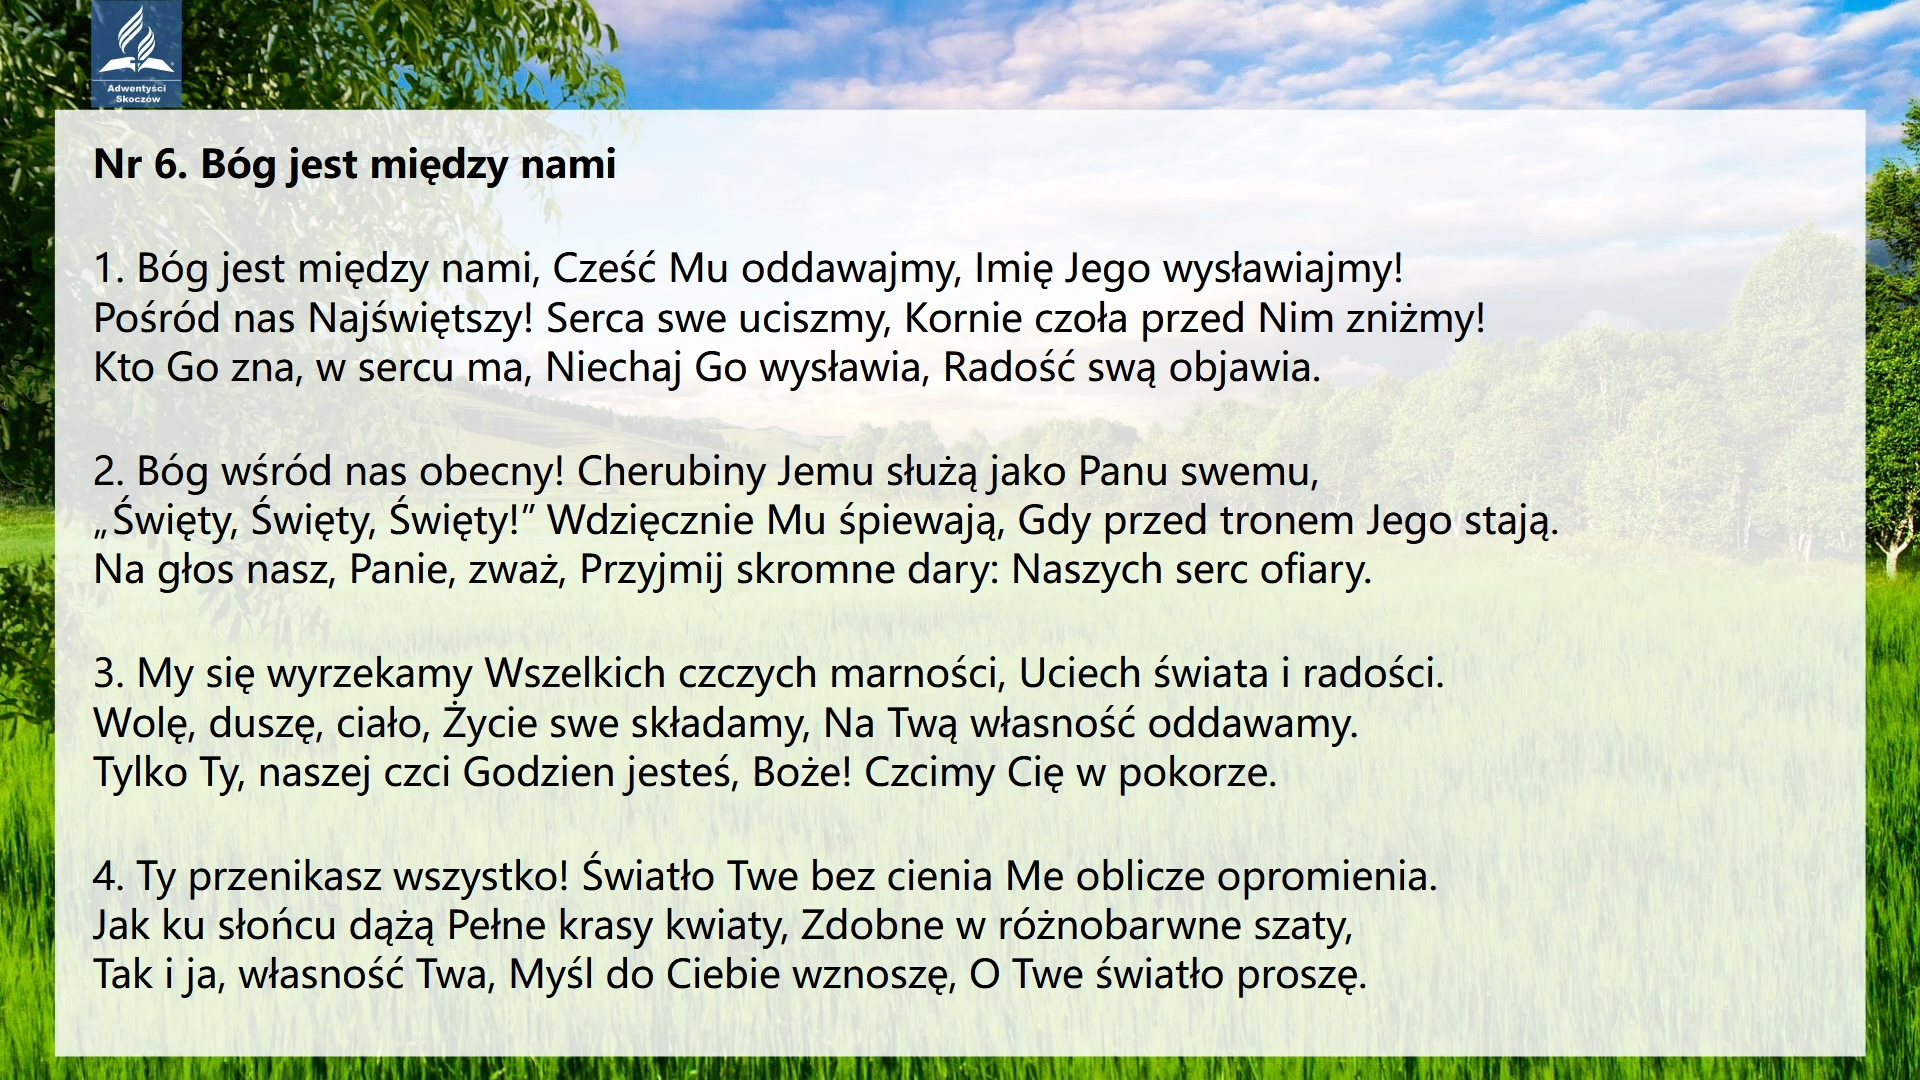 Adwentyści
Skoczów
Nr 6. Bóg jest między nami
1. Bóg jest między nami, Cześć Mu oddawajmy, Imię Jego wysławiajmy!
Pośród nas Najświętszy! Serca swe uciszmy, Kornie czoła przed Nim zniżmy!
Kto Go zna, w sercu ma, Niechaj Go wysławia, Radość swą objawia.
2. Bóg wśród nas obecny! Cherubiny Jemu służą jako Panu swemu,
„Święty, Święty, Święty!” Wdzięcznie Mu śpiewają, Gdy przed tronem Jego stają.
Na głos nasz, Panie, zważ, Przyjmij skromne dary: Naszych serc ofiary.
3. My się wyrzekamy Wszelkich czczych marności, Uciech świata i radości.
Wolę, duszę, ciało, Życie swe składamy, Na Twą własność oddawamy.
Tylko Ty, naszej czci Godzien jesteś, Boże! Czcimy Cię w pokorze.
4. Ty przenikasz wszystko! Światło Twe bez cienia Me oblicze opromienia.
Jak ku słońcu dążą Pełne krasy kwiaty, Zdobne w różnobarwne szaty,
Tak i ja, własność Twa, Myśl do Ciebie wznoszę, O Twe światło proszę.